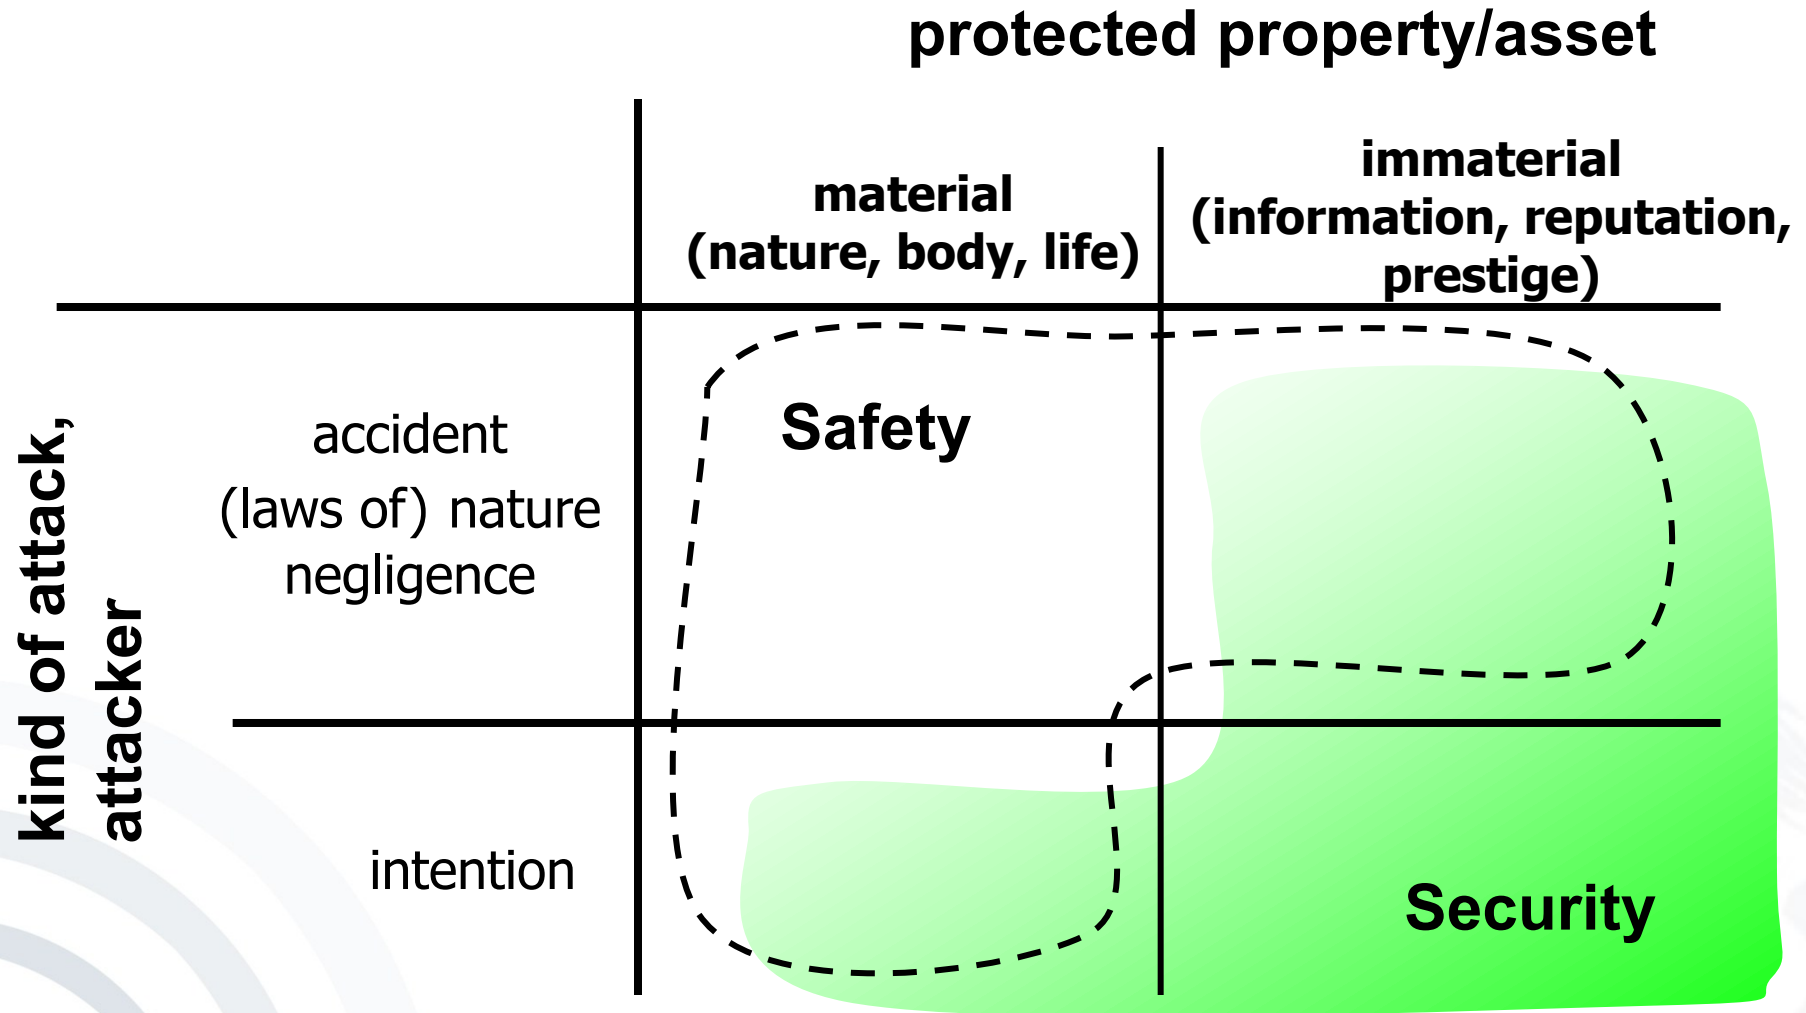 protected property/asset
material
(nature, body, life)
immaterial
(information, reputation,
prestige)
kind of attack,
attacker
accident
(laws of) nature
negligence
Safety
intention
Security